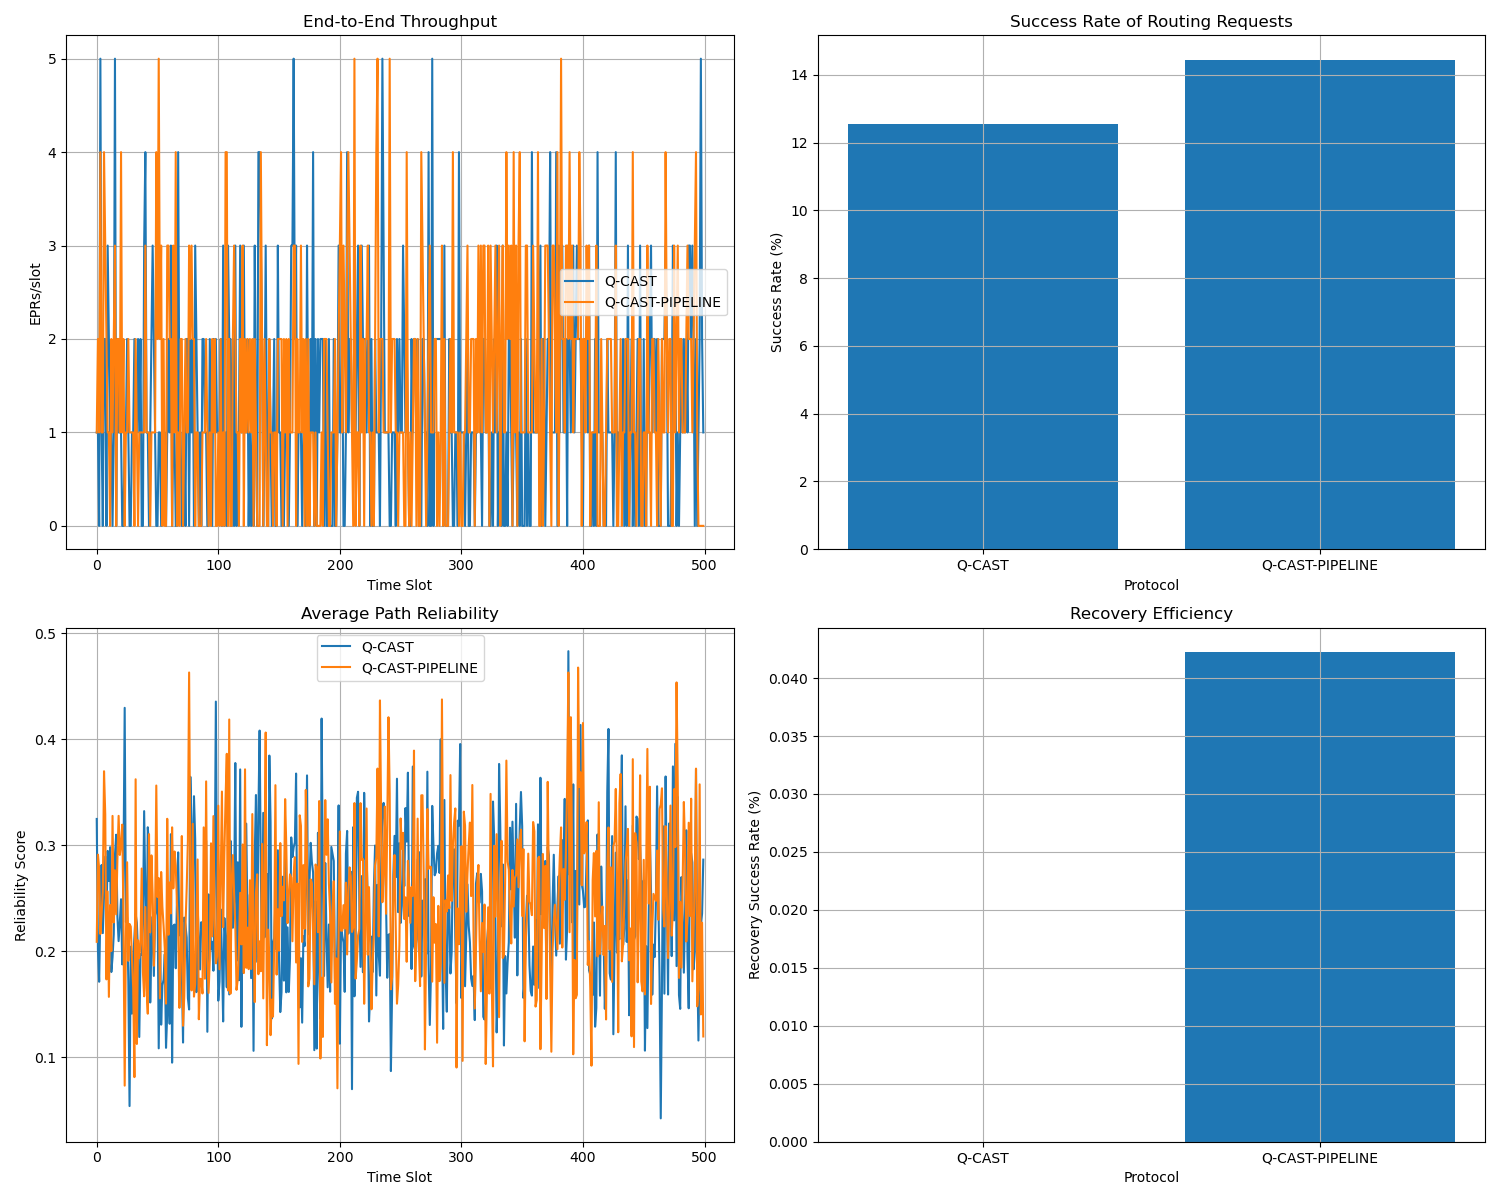 End-to-End Throughput
EPRs/slot
5
4
3
2
1
0
Q-CAST
Q-CAST-PIPELINE
0
100
200
300
400
500
Time Slot
Success Rate of Routing Requests
Success Rate (%)
14
12
10
8
6
4
2
0
Q-CAST
Q-CAST-PIPELINE
Protocol
Average Path Reliability
Reliability Score
0.5
0.4
0.3
0.2
0.1
Q-CAST
Q-CAST-PIPELINE
0
100
200
300
400
500
Time Slot
Recovery Efficiency
Recovery Success Rate (%)
0.040
0.035
0.030
0.025
0.020
0.015
0.010
0.005
0.000
Q-CAST
Q-CAST-PIPELINE
Protocol